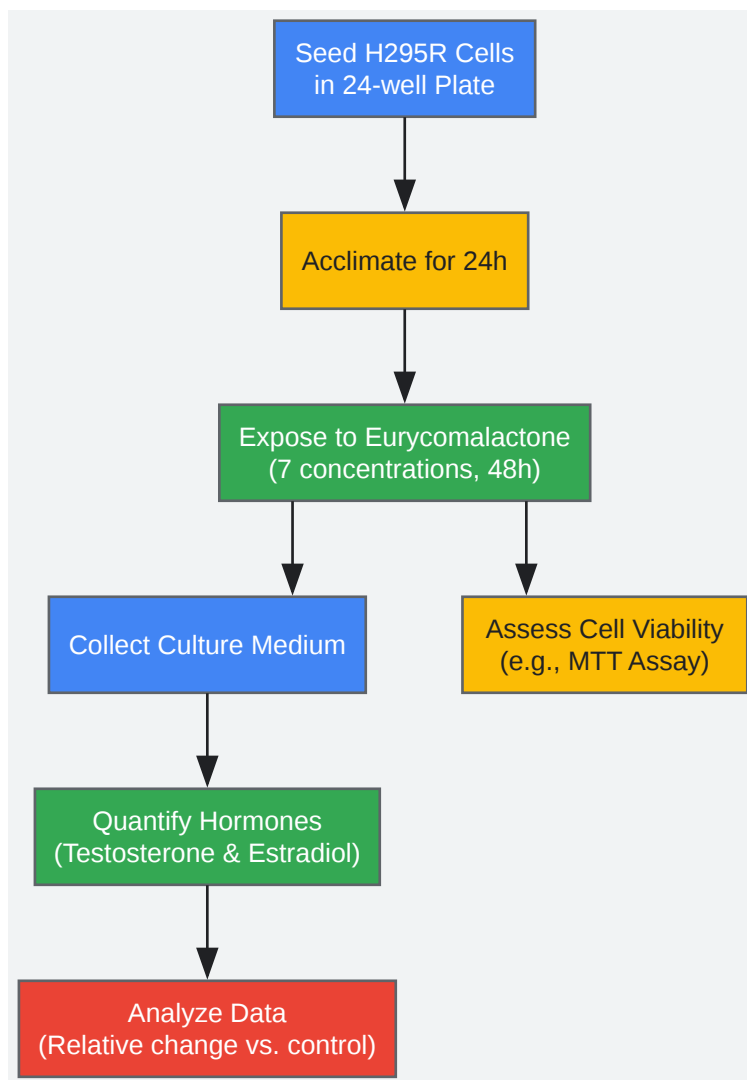 Seed H295R Cells
in 24-well Plate
Acclimate for 24h
Expose to Eurycomalactone
(7 concentrations, 48h)
Collect Culture Medium
Assess Cell Viability
(e.g., MTT Assay)
Quantify Hormones
(Testosterone & Estradiol)
Analyze Data
(Relative change vs. control)